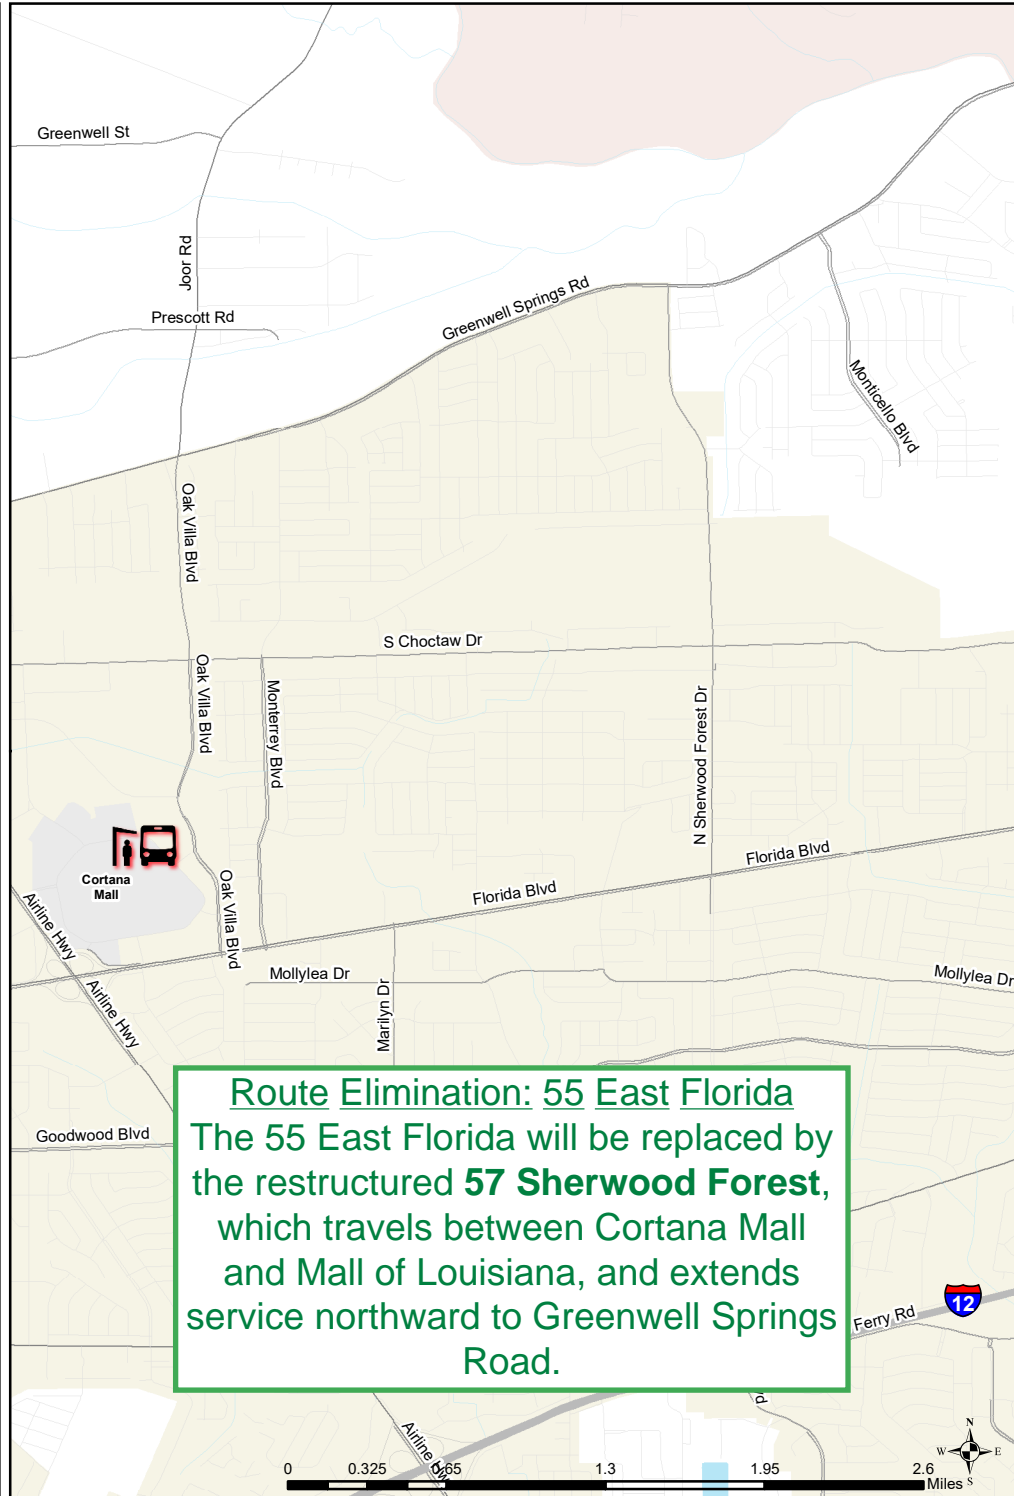 Greenwell St
Joor Rd
Prescott Rd
Greenwell Springs Rd
Monticello Blvd
Oak Villa Blvd
S Choctaw Dr
Oak Villa Blvd
Monterrey Blvd
N Sherwood Forest Dr
Cortana
Mall
Florida Blvd
Florida Blvd
Oak Villa Blvd
Airline Hwy
Mollylea Dr
Mollylea Dr
Airline Hwy
Marilyn Dr
Goodwood Blvd
Route Elimination: 55 East Florida
The 55 East Florida will be replaced by
the restructured 57 Sherwood Forest,
which travels between Cortana Mall
and Mall of Louisiana, and extends
service northward to Greenwell Springs
Road.
12
Ferry Rd
Airline Hwy
N
W E
S
0 0.325 0.65 1.3 1.95 2.6
Miles